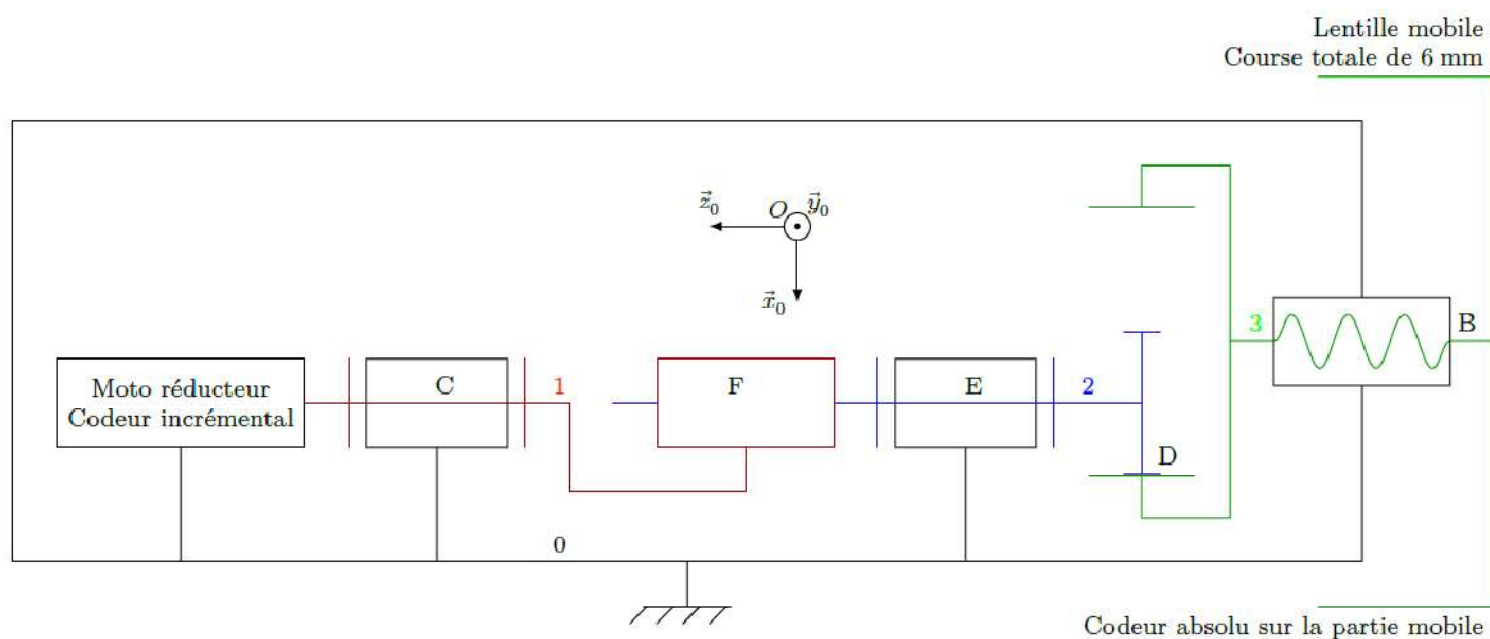 Lentille mobile
Course totale de 6 mm
z⃗₀ O y⃗₀
x⃗₀
3 B
Moto réducteur
Codeur incrémental
C 1 F E 2
D
0
Codeur absolu sur la partie mobile